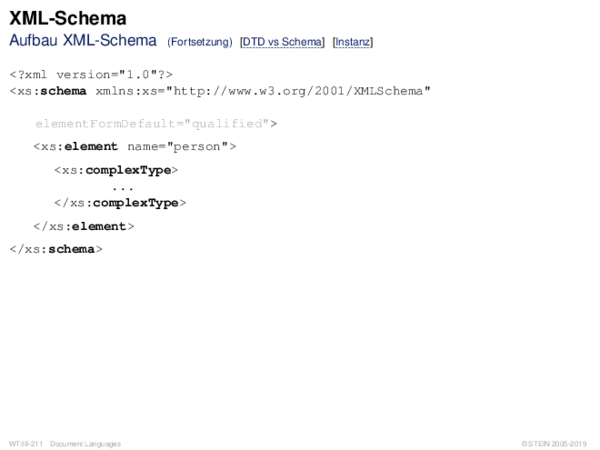 XML-Schema
Aufbau XML-Schema (Fortsetzung) [DTD vs Schema] [Instanz]
<?xml version="1.0"?>
<xs:schema xmlns:xs="http://www.w3.org/2001/XMLSchema"
elementFormDefault="qualified">
<xs:element name="person">
<xs:complexType>
...
</xs:complexType>
</xs:element>
</xs:schema>
WT:III-211 Document Languages
© STEIN 2005-2019